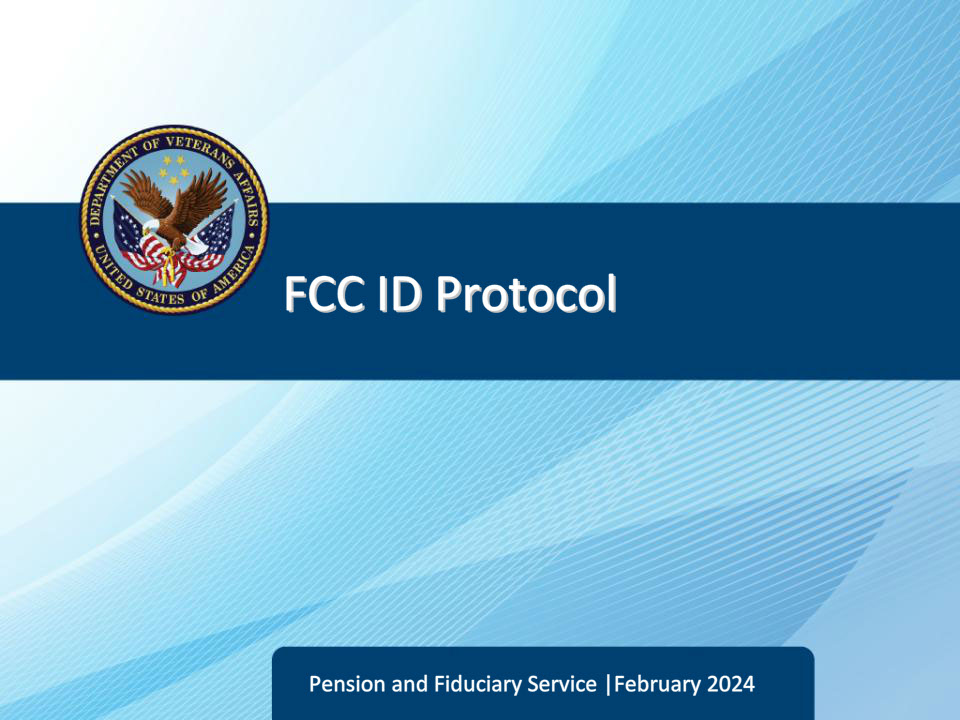 DEPARTMENT OF VETERANS AFFAIRS
UNITED STATES OF AMERICA
FCC ID Protocol
Pension and Fiduciary Service |February 2024